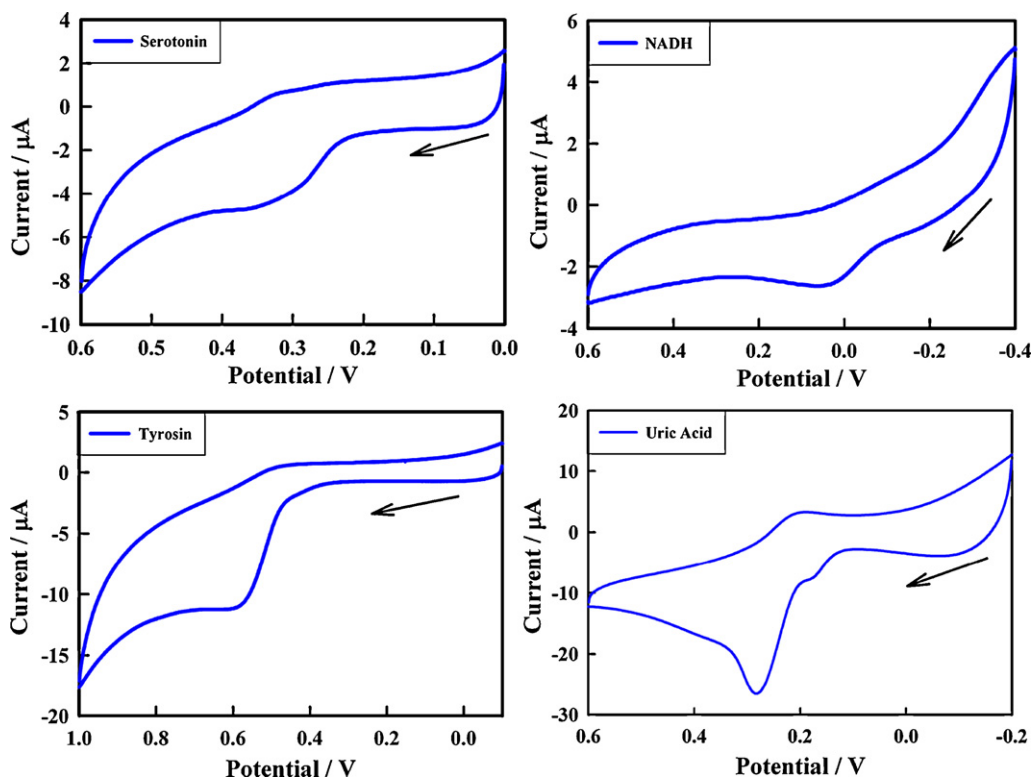 4
2
0
-2
-4
-6
-8
-10
Current / μA
Serotonin
0.6 0.5 0.4 0.3 0.2 0.1 0.0
Potential / V
6
4
2
0
-2
-4
Current / μA
NADH
0.6 0.4 0.2 0.0 -0.2 -0.4
Potential / V
5
0
-5
-10
-15
-20
Current / μA
Tyrosin
1.0 0.8 0.6 0.4 0.2 0.0
Potential / V
20
10
0
-10
-20
-30
Current / μA
Uric Acid
0.6 0.4 0.2 0.0 -0.2
Potential / V